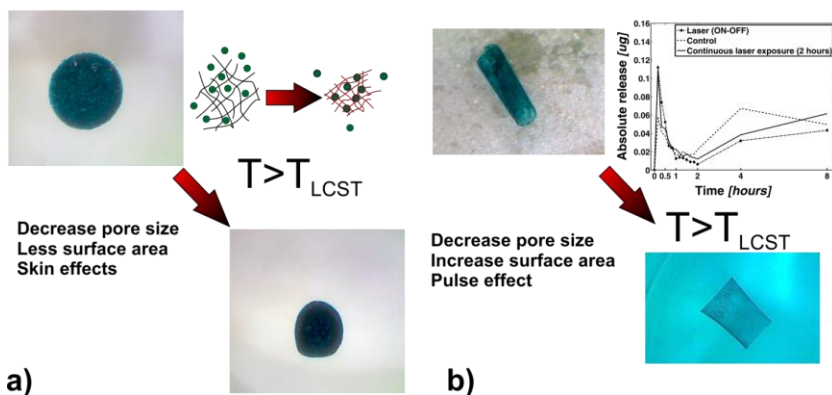 T>TLCST
Decrease pore size
Less surface area
Skin effects
a)
Absolute release [ug]
0.16
0.14
0.12
0.1
0.08
0.06
0.04
0.02
0
Laser (ON-OFF)
Control
Continuous laser exposure (2 hours)
0 0.5 1 2 4 8
Time [hours]
T>TLCST
Decrease pore size
Increase surface area
Pulse effect
b)